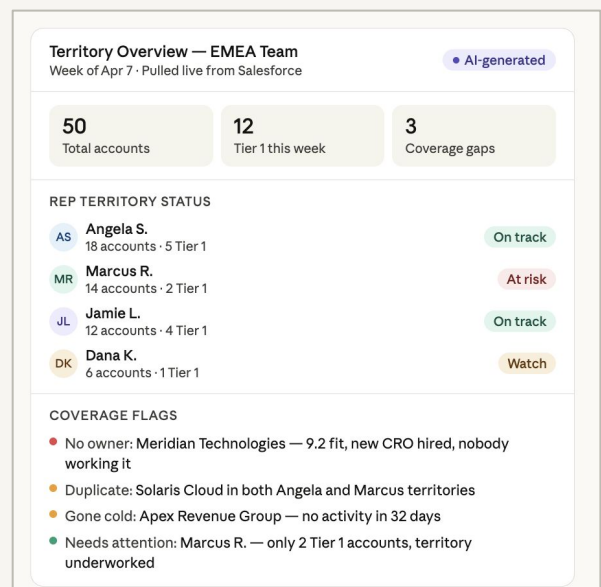 Territory Overview — EMEA Team
Week of Apr 7 · Pulled live from Salesforce
AI-generated
50
Total accounts
12
Tier 1 this week
3
Coverage gaps
REP TERRITORY STATUS
AS
Angela S.
18 accounts · 5 Tier 1
On track
MR
Marcus R.
14 accounts · 2 Tier 1
At risk
JL
Jamie L.
12 accounts · 4 Tier 1
On track
DK
Dana K.
6 accounts · 1 Tier 1
Watch
COVERAGE FLAGS
No owner: Meridian Technologies — 9.2 fit, new CRO hired, nobody
working it
Duplicate: Solaris Cloud in both Angela and Marcus territories
Gone cold: Apex Revenue Group — no activity in 32 days
Needs attention: Marcus R. — only 2 Tier 1 accounts, territory
underworked